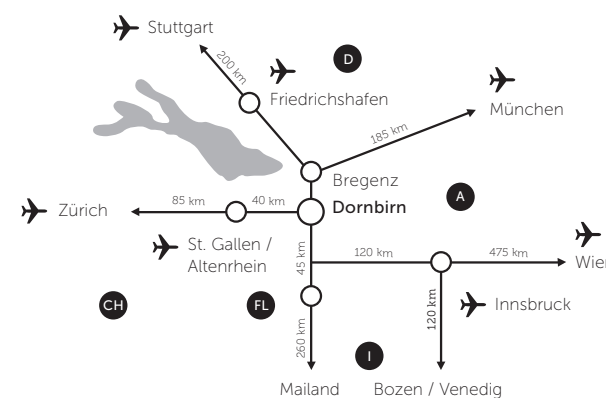 Stuttgart
200 km
D
Friedrichshafen
München
185 km
Bregenz
A
Dornbirn
Zürich
85 km
40 km
St. Gallen /
Altenrhein
45 km
120 km
475 km
Wien
CH
FL
260 km
120 km
Innsbruck
I
Mailand
Bozen / Venedig